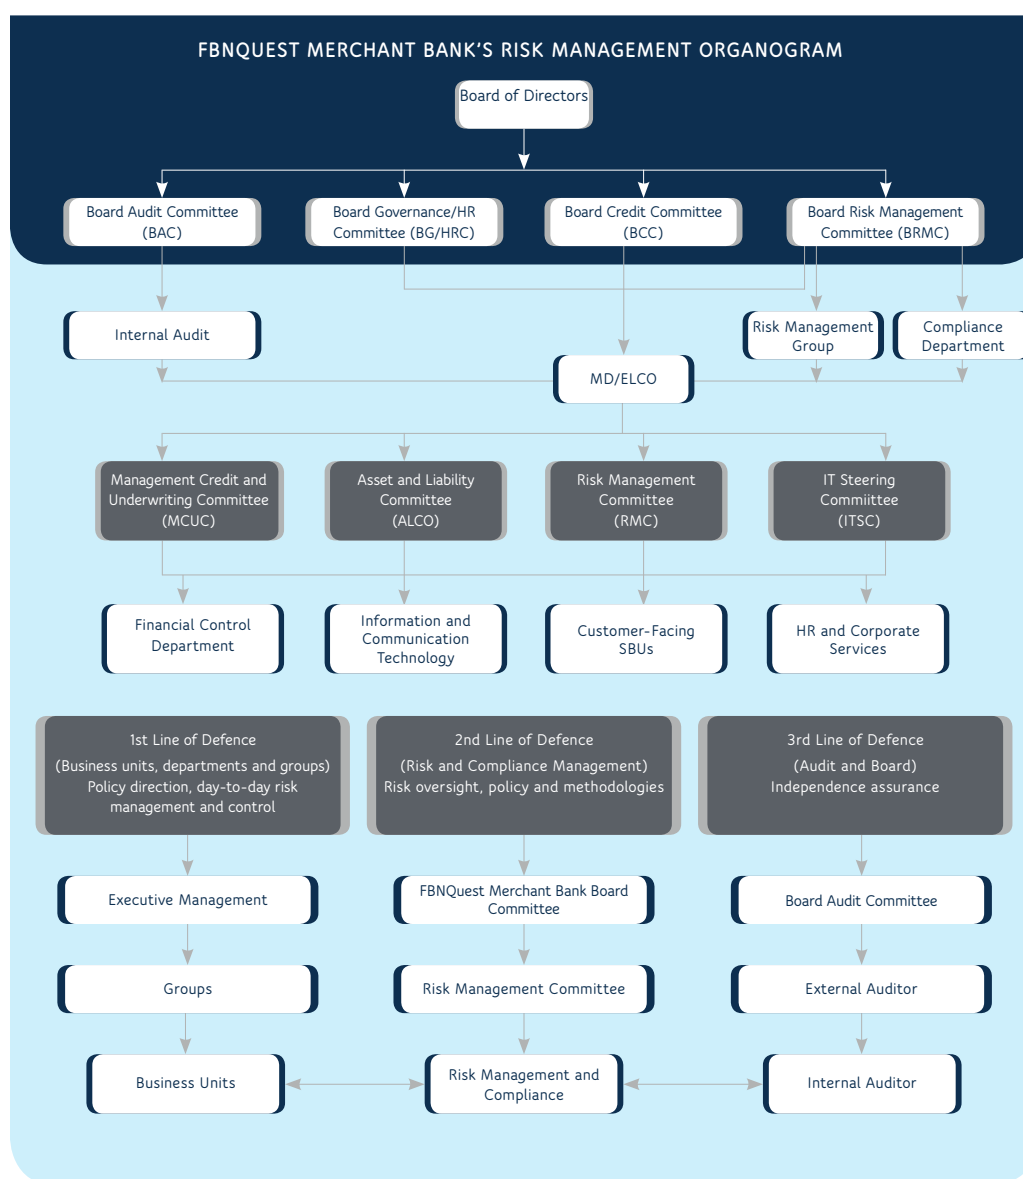 FBNQUEST MERCHANT BANK'S RISK MANAGEMENT ORGANOGRAM
Board of Directors
Board Audit Committee
(BAC)
Board Governance/HR
Committee (BG/HRC)
Board Credit Committee
(BCC)
Board Risk Management
Committee (BRMC)
Internal Audit
Risk Management
Group
Compliance
Department
MD/ELCO
Management Credit and
Underwriting Committee
(MCUC)
Asset and Liability
Committee
(ALCO)
Risk Management
Committee
(RMC)
IT Steering
Commiittee
(ITSC)
Financial Control
Department
Information and
Communication
Technology
Customer-Facing
SBUs
HR and Corporate
Services
1st Line of Defence
(Business units, departments and groups)
Policy direction, day-to-day risk
management and control
2nd Line of Defence
(Risk and Compliance Management)
Risk oversight, policy and methodologies
3rd Line of Defence
(Audit and Board)
Independence assurance
Executive Management
FBNQuest Merchant Bank Board
Committee
Board Audit Committee
Groups
Risk Management Committee
External Auditor
Business Units
Risk Management and
Compliance
Internal Auditor